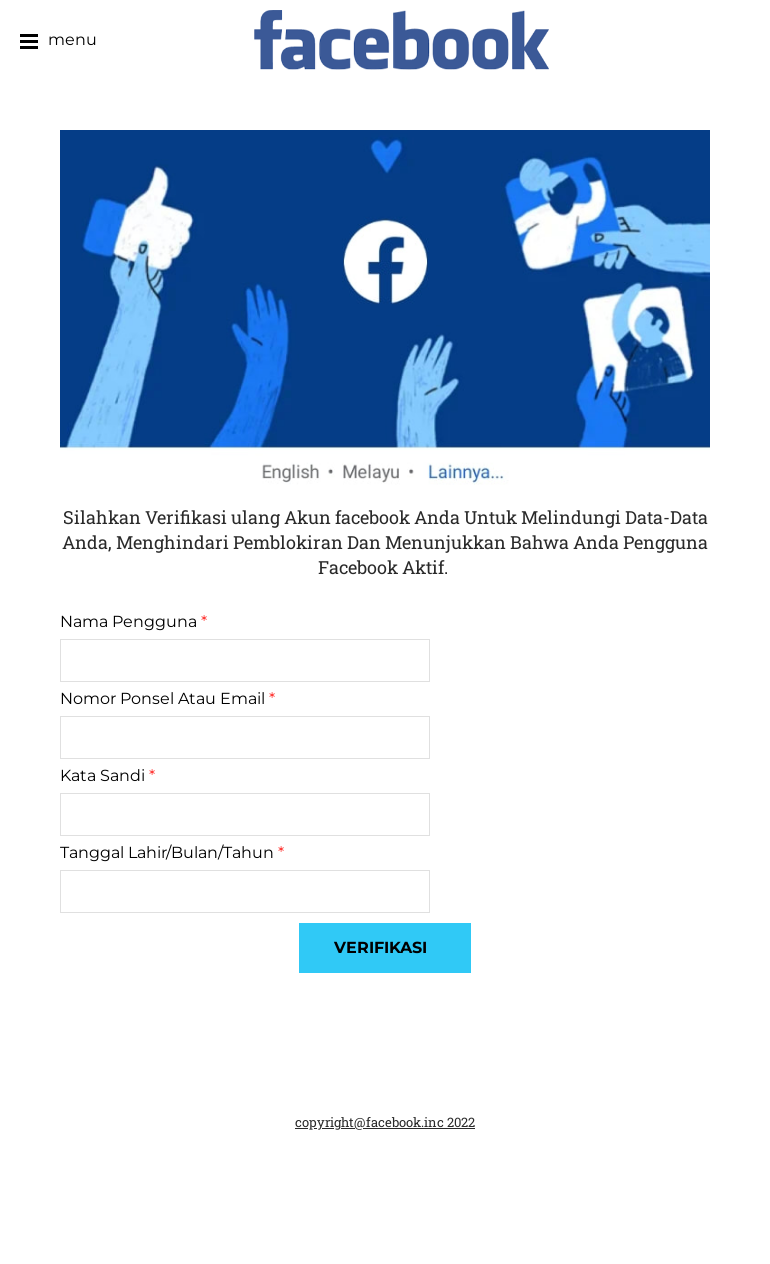 menu
facebook
English • Melayu • Lainnya...
Silahkan Verifikasi ulang Akun facebook Anda Untuk Melindungi Data-Data
Anda, Menghindari Pemblokiran Dan Menunjukkan Bahwa Anda Pengguna
Facebook Aktif.
Nama Pengguna *
Nomor Ponsel Atau Email *
Kata Sandi *
Tanggal Lahir/Bulan/Tahun *
VERIFIKASI
copyright@facebook.inc 2022